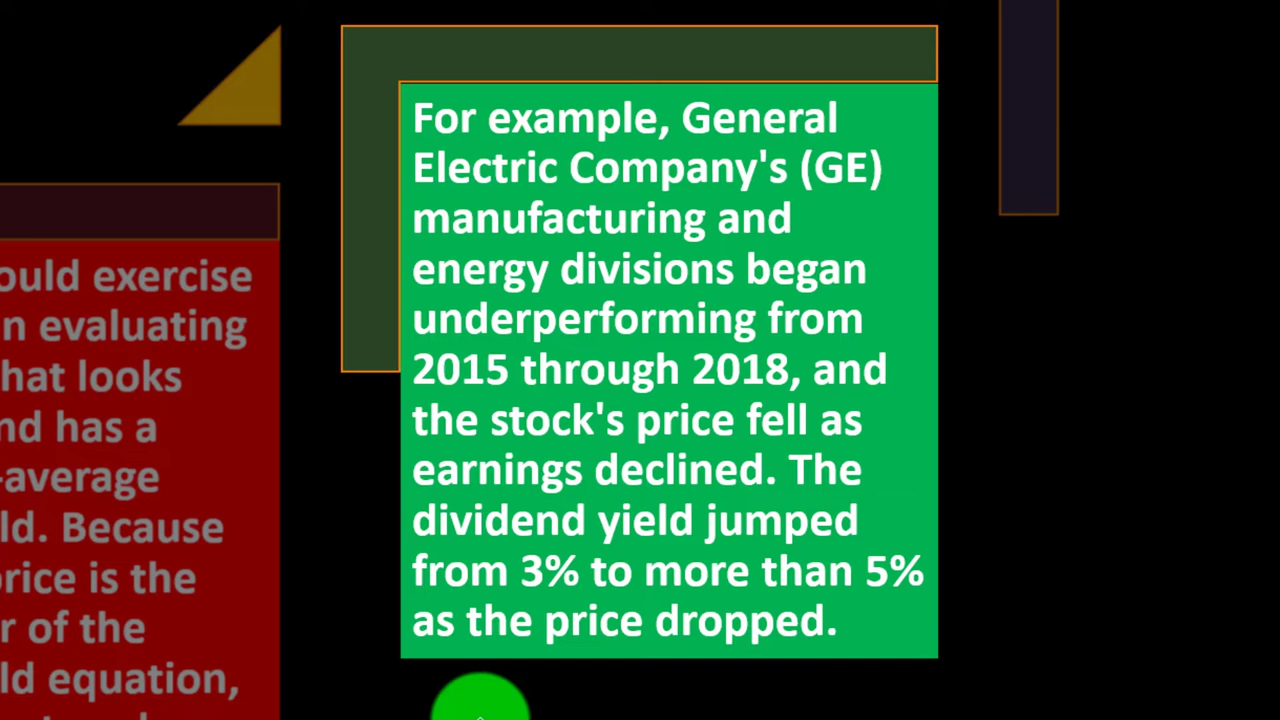 ould exercise
n evaluating
hat looks
nd has a
-average
ld. Because
rice is the
r of the
ld equation,
For example, General
Electric Company's (GE)
manufacturing and
energy divisions began
underperforming from
2015 through 2018, and
the stock's price fell as
earnings declined. The
dividend yield jumped
from 3% to more than 5%
as the price dropped.